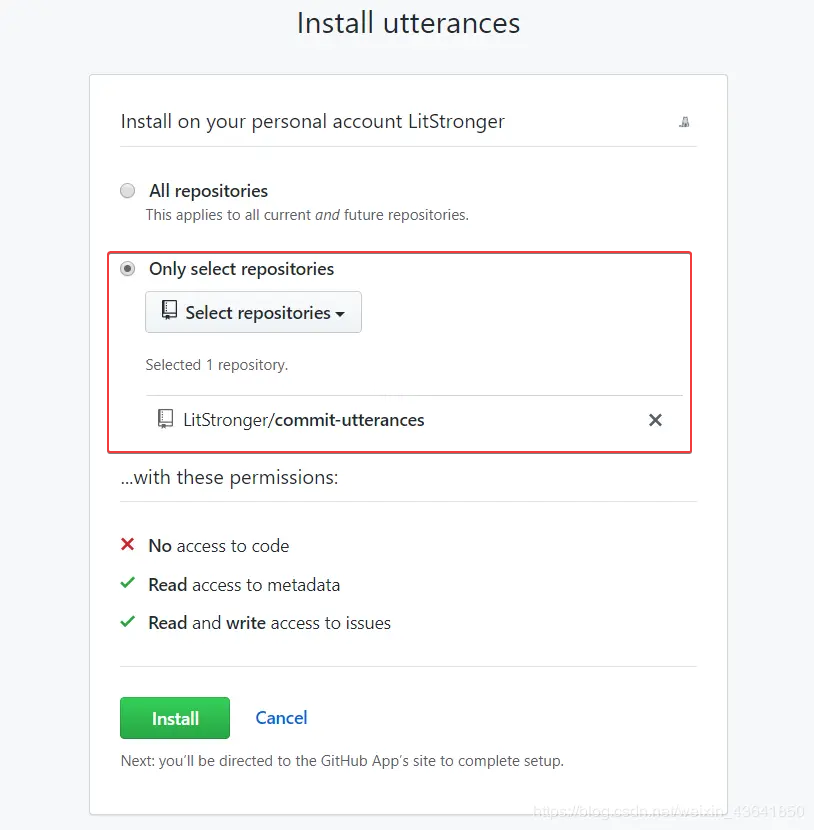 Install utterances
Install on your personal account LitStronger
All repositories
This applies to all current and future repositories.
Only select repositories
Select repositories
Selected 1 repository.
LitStronger/commit-utterances
...with these permissions:
No access to code
Read access to metadata
Read and write access to issues
Install Cancel
Next: you'll be directed to the GitHub App's site to complete setup.
https://blog.csdn.net/weixin_43641850